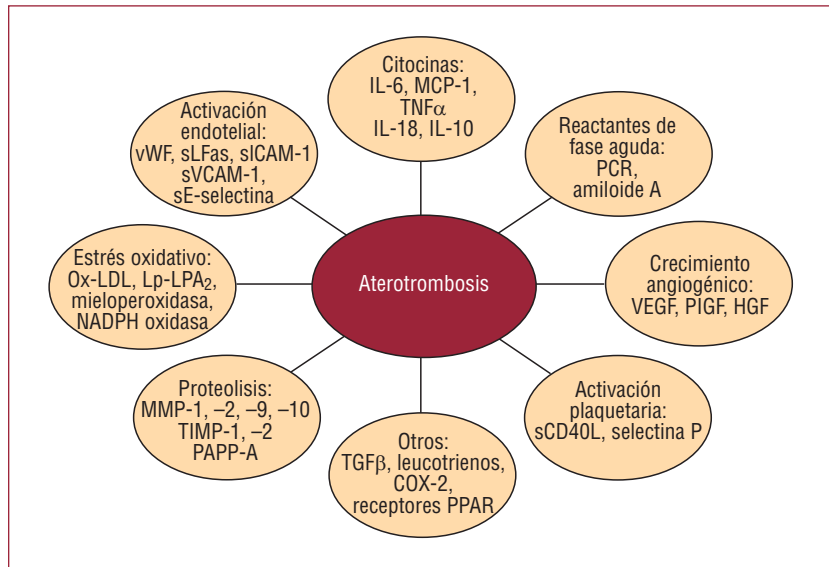 Citocinas:
IL-6, MCP-1,
TNFα
IL-18, IL-10
Reactantes de
fase aguda:
PCR,
amiloide A
Crecimiento
angiogénico:
VEGF, PIGF, HGF
Activación
plaquetaria:
sCD40L, selectina P
Otros:
TGFβ, leucotrienos,
COX-2,
receptores PPAR
Proteolisis:
MMP-1, –2, –9, –10
TIMP-1, –2
PAPP-A
Estrés oxidativo:
Ox-LDL, Lp-LPA₂,
mieloperoxidasa,
NADPH oxidasa
Activación
endotelial:
vWF, sLFas, sICAM-1
sVCAM-1,
sE-selectina
Aterotrombosis